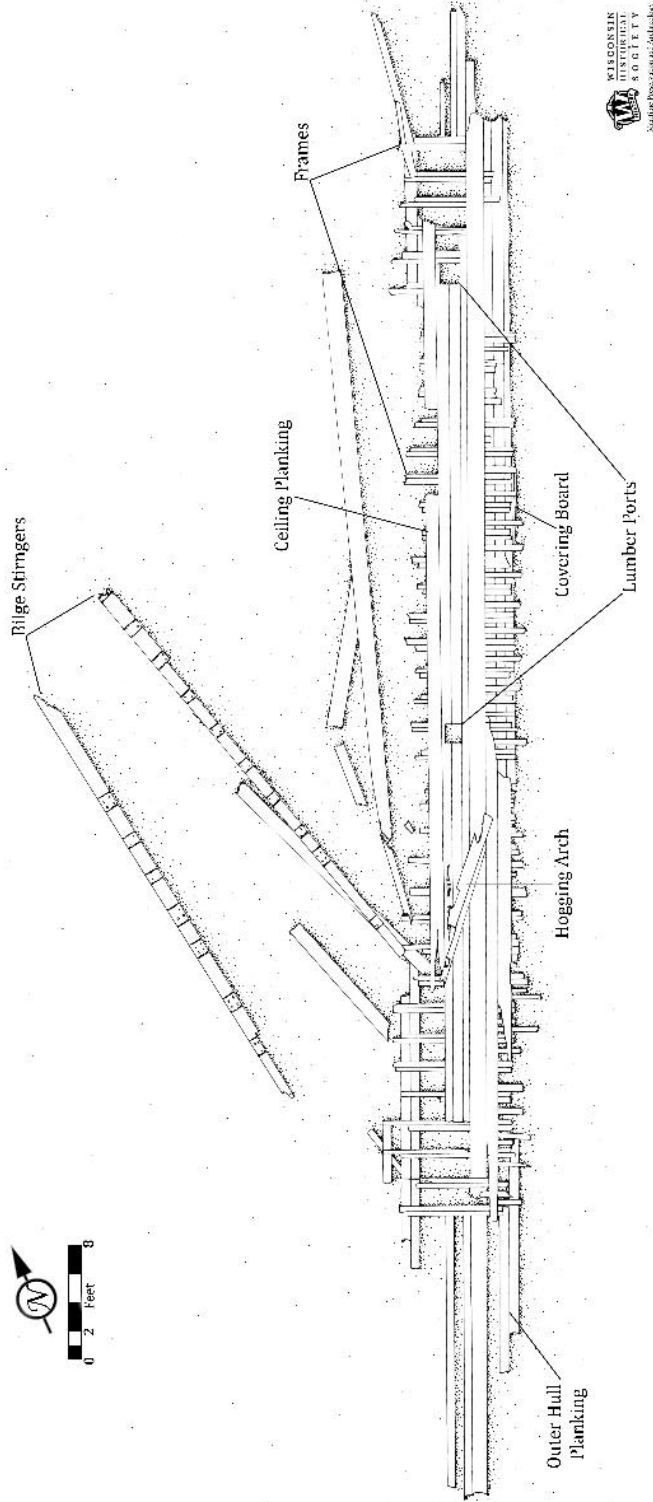 N
0 2 8
Feet
Bilge Stirngers
Ceiling Planking
Frames
Outer Hull
Planking
Hogging Arch
Covering Board
Lumber Ports
W
WISCONSIN
HISTORICAL
SOCIETY